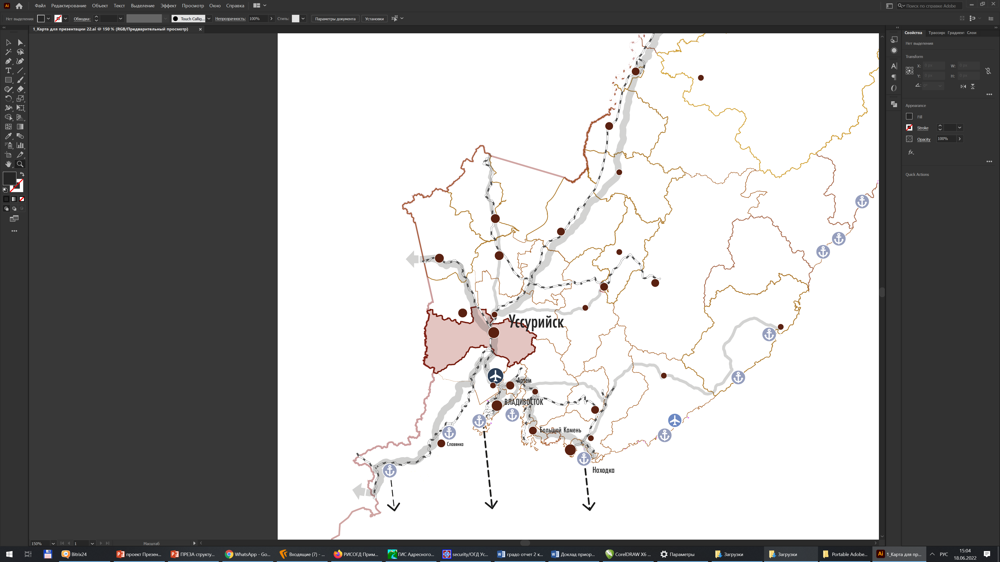 Ai Файл Редактирование Объект Текст Выделение Эффект Просмотр Окно Справка Поиск по справке Adobe
Нет выделения Обводка: Touch Callig... Непрозрачность: 100% Стиль: Параметры документа Установки
1_Карта для презентации 22.ai @ 150 % (RGB/Предварительный просмотр)
Свойства Трассирс Градиент Слои
Нет выделения
Transform
X: 0 px W: 0 px
Y: 0 px H: 0 px
0°
Appearance
Fill
Stroke
Opacity 100%
fx.
Quick Actions
Уссурийск
Артем
ВЛАДИВОСТОК
Большой Камень
Славянка
Находка
150% 1 Масштаб
Bitrix24 проект Презен... ПРЕЗА структу... WhatsApp - Go... Входящие (7) - ... РИСОГД Прим... ГИС Адресного... security/ОГД Ус... градо отчет 2 к... Доклад приор... CorelDRAW X6 ... Параметры Загрузки Загрузки Portable Adobe... 1_Карта для пр... РУС 15:04
18.06.2022